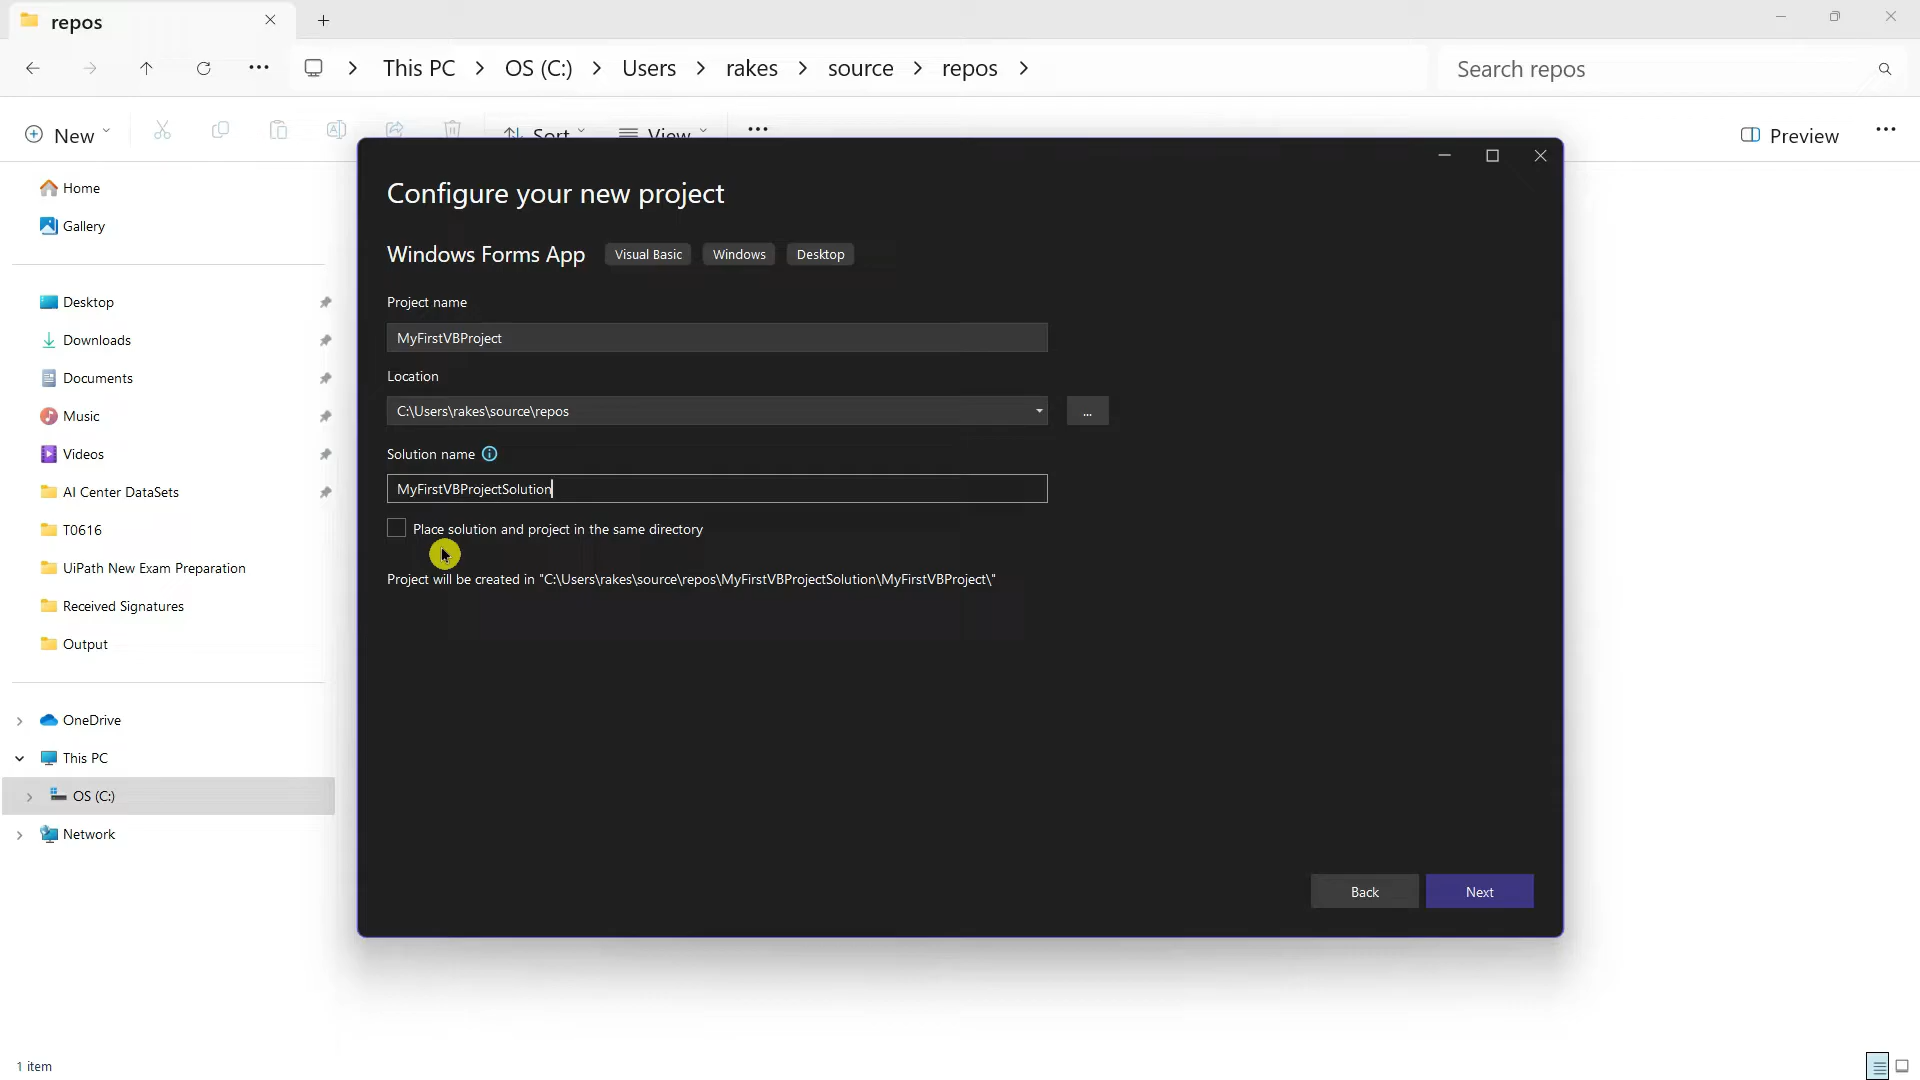 repos
This PC
OS (C:)
Users
rakes
source
repos
Search repos
New
Sort
View
Preview
Home
Gallery
Desktop
Downloads
Documents
Music
Videos
AI Center DataSets
T0616
UiPath New Exam Preparation
Received Signatures
Output
OneDrive
This PC
OS (C:)
Network
1 item
Configure your new project
Windows Forms App
Visual Basic
Windows
Desktop
Project name
MyFirstVBProject
Location
C:\Users\rakes\source\repos
...
Solution name
MyFirstVBProjectSolution
Place solution and project in the same directory
Project will be created in "C:\Users\rakes\source\repos\MyFirstVBProjectSolution\MyFirstVBProject\"
Back
Next